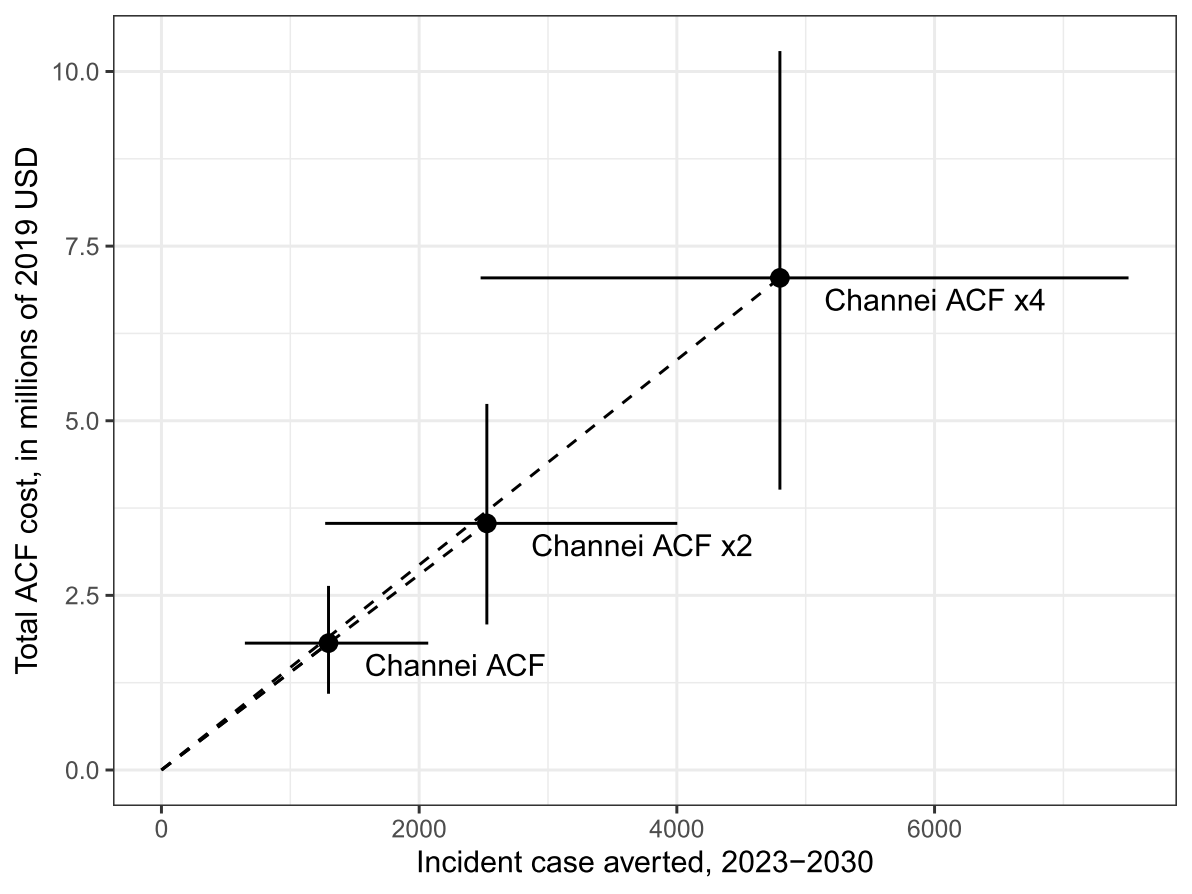 Total ACF cost, in millions of 2019 USD
10.0
7.5
5.0
2.5
0.0
Channei ACF x4
Channei ACF x2
Channei ACF
0 2000 4000 6000
Incident case averted, 2023−2030